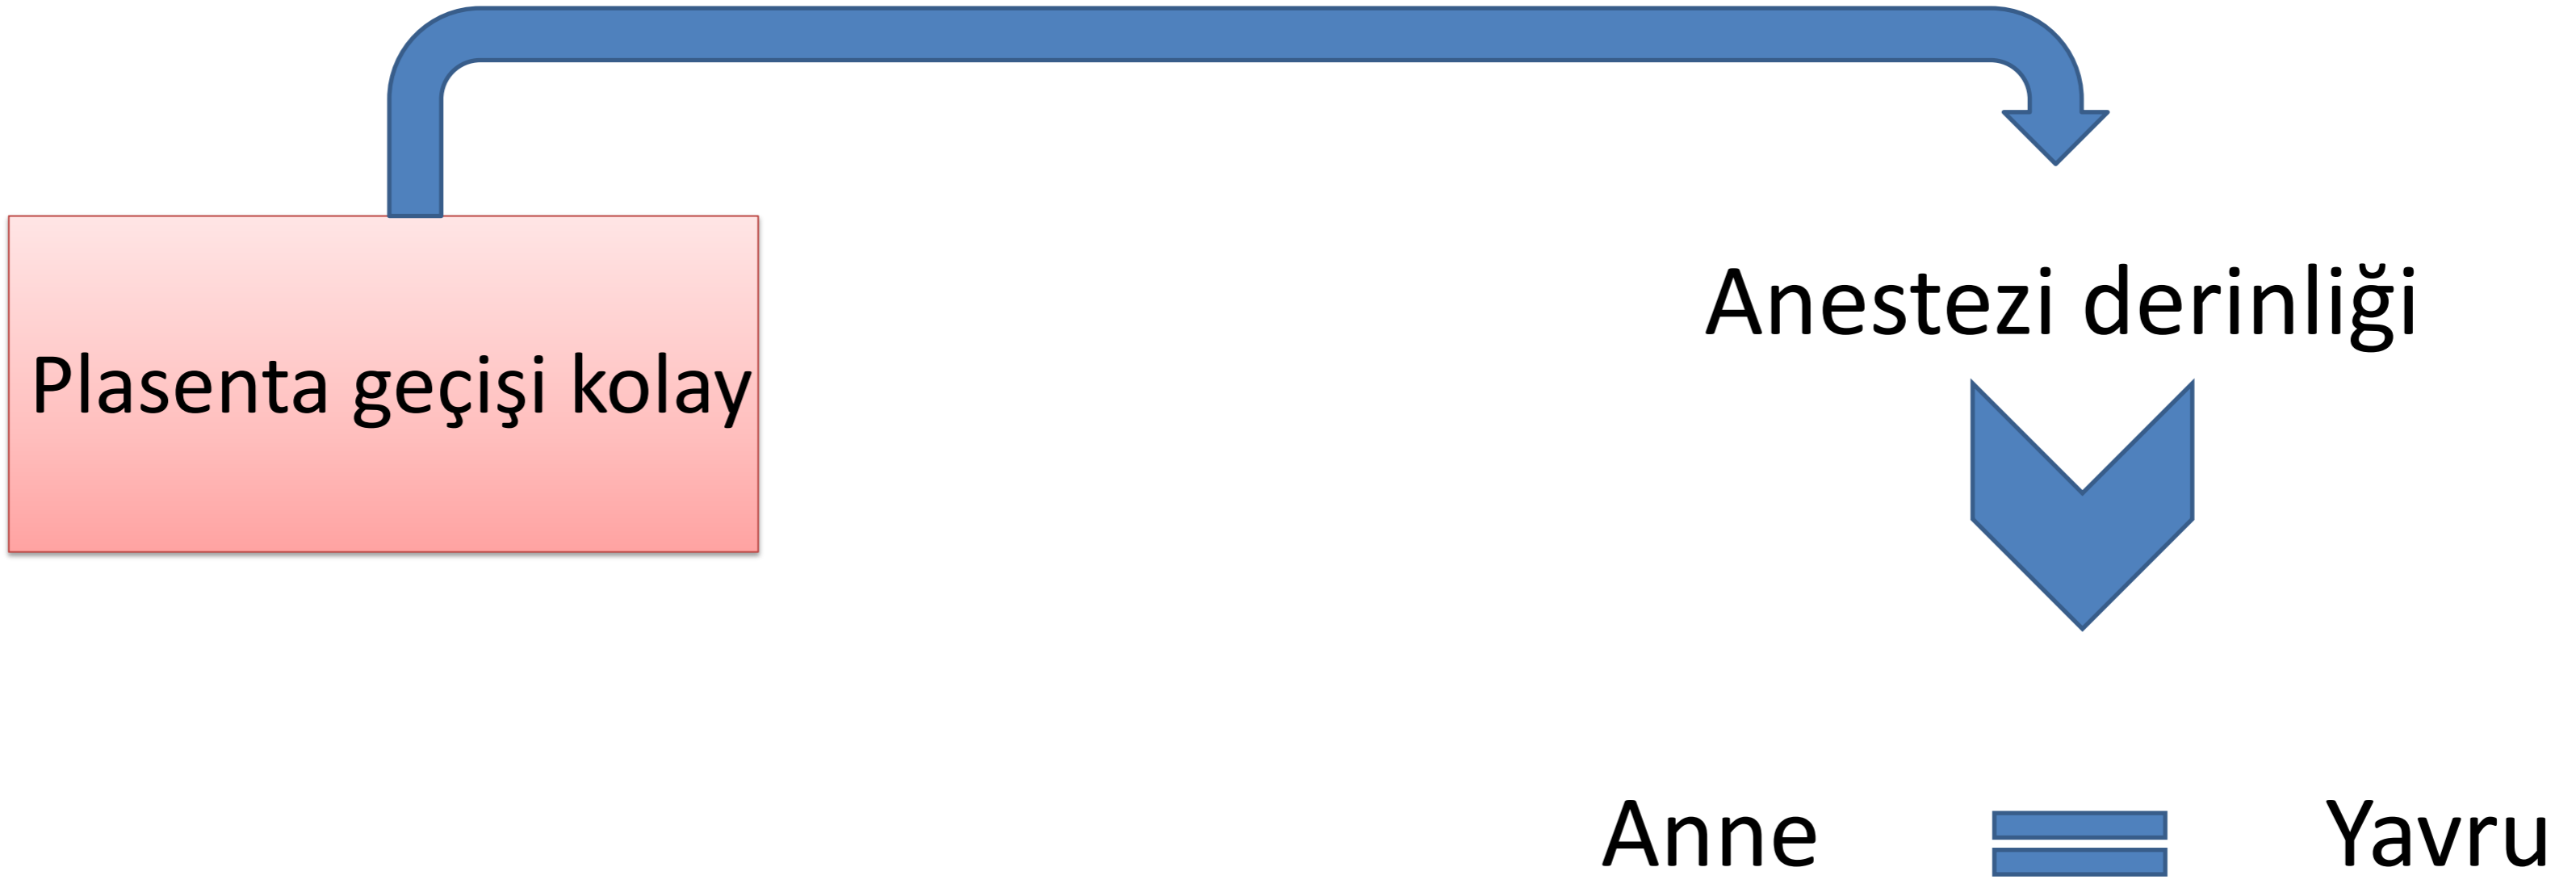 Plasenta geçişi kolay
Anestezi derinliği
Anne = Yavru